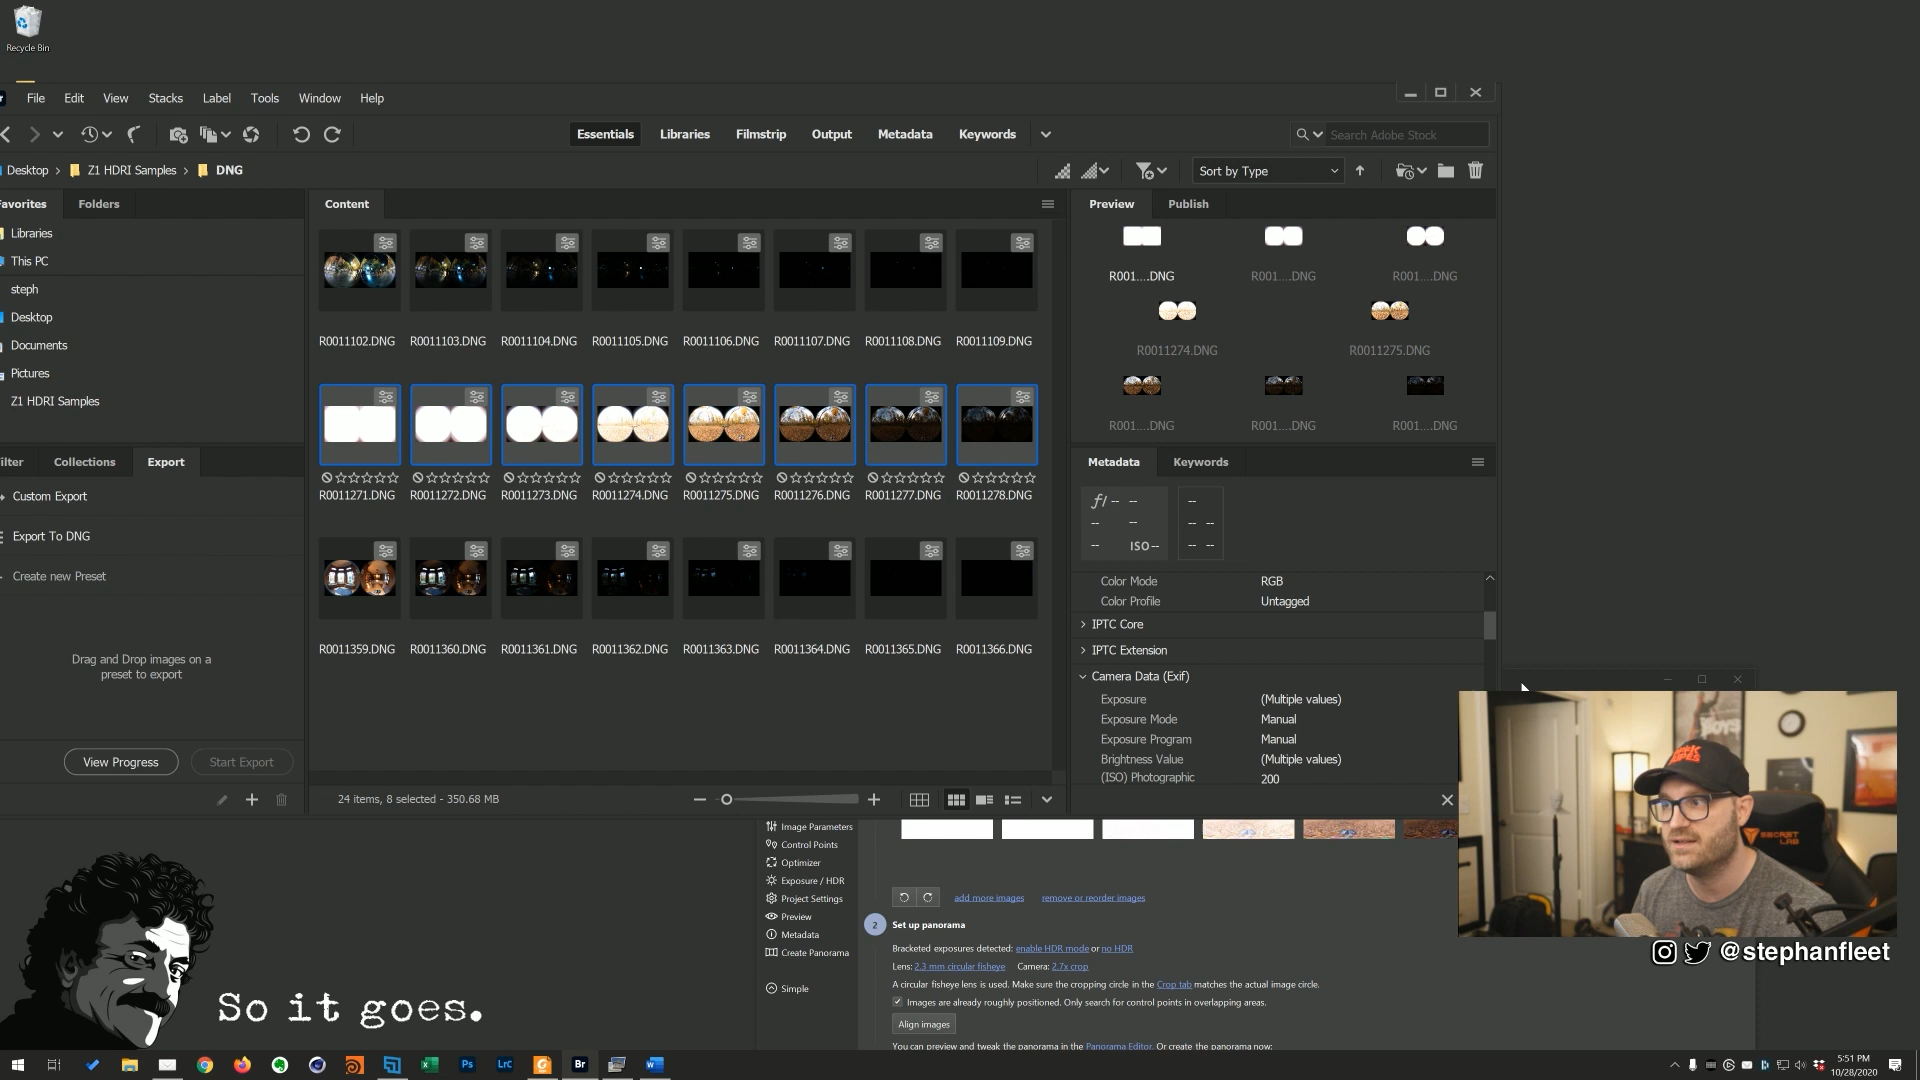 Recycle Bin
File Edit View Stacks Label Tools Window Help
Essentials Libraries Filmstrip Output Metadata Keywords
Search Adobe Stock
Desktop Z1 HDRI Samples DNG
Sort by Type
Favorites Folders
Content
Preview Publish
Libraries
This PC
steph
Desktop
Documents
Pictures
Z1 HDRI Samples
R0011102.DNG R0011103.DNG R0011104.DNG R0011105.DNG R0011106.DNG R0011107.DNG R0011108.DNG R0011109.DNG
R0011271.DNG R0011272.DNG R0011273.DNG R0011274.DNG R0011275.DNG R0011276.DNG R0011277.DNG R0011278.DNG
R0011359.DNG R0011360.DNG R0011361.DNG R0011362.DNG R0011363.DNG R0011364.DNG R0011365.DNG R0011366.DNG
R001....DNG R001....DNG R001....DNG
R0011274.DNG R0011275.DNG
R001....DNG R001....DNG R001....DNG
ilter Collections Export
Custom Export
Export To DNG
Create new Preset
Drag and Drop images on a
preset to export
View Progress Start Export
24 items, 8 selected - 350.68 MB
Metadata Keywords
f/ -- --
-- --
-- ISO --
--
-- --
-- --
Color Mode RGB
Color Profile Untagged
IPTC Core
IPTC Extension
Camera Data (Exif)
Exposure (Multiple values)
Exposure Mode Manual
Exposure Program Manual
Brightness Value (Multiple values)
(ISO) Photographic 200
Image Parameters
Control Points
Optimizer
Exposure / HDR
Project Settings
Preview
Metadata
Create Panorama
Simple
add more images remove or reorder images
2 Set up panorama
Bracketed exposures detected: enable HDR mode or no HDR
Lens: 2.3 mm circular fisheye Camera: 2.7x crop
A circular fisheye lens is used. Make sure the cropping circle in the Crop tab matches the actual image circle.
Images are already roughly positioned. Only search for control points in overlapping areas.
Align images
You can preview and tweak the panorama in the Panorama Editor. Or create the panorama now:
So it goes.
SECRETLAB
@stephanfleet
Ps LrC Br
5:51 PM
10/28/2020